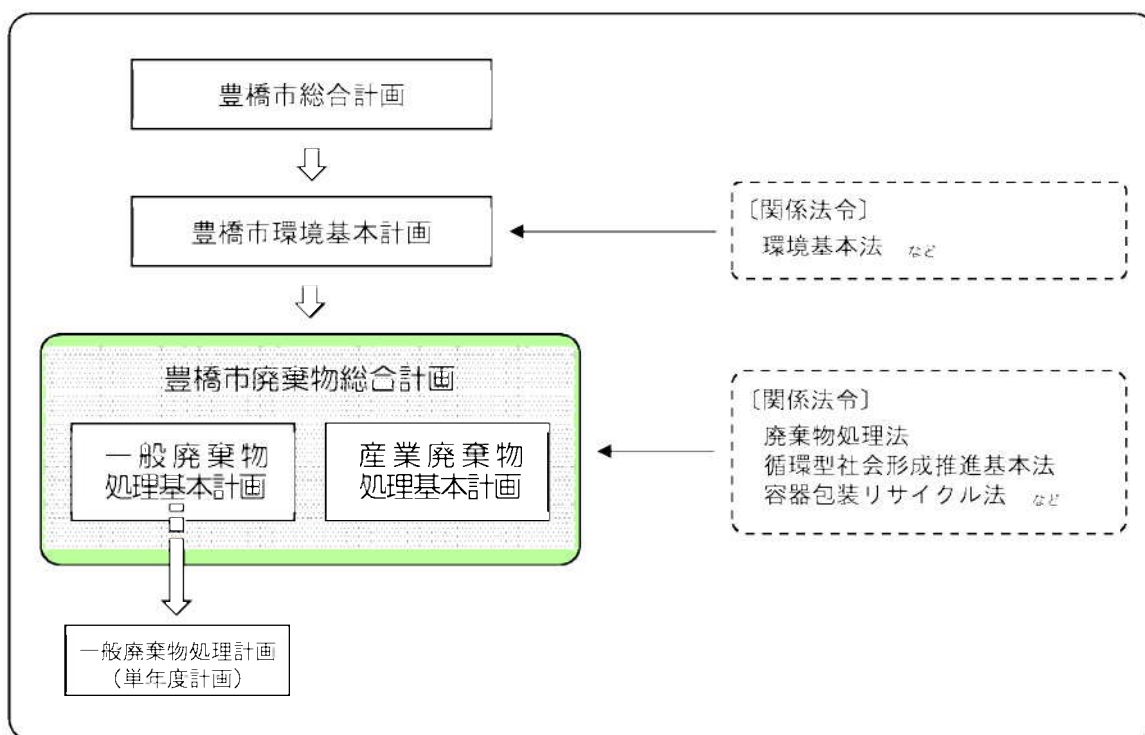 豊橋市総合計画
豊橋市環境基本計画
〔関係法令〕
環境基本法 など
豊橋市廃棄物総合計画
一般廃棄物
処理基本計画
産業廃棄物
処理基本計画
〔関係法令〕
廃棄物処理法
循環型社会形成推進基本法
容器包装リサイクル法 など
一般廃棄物処理計画
（単年度計画）